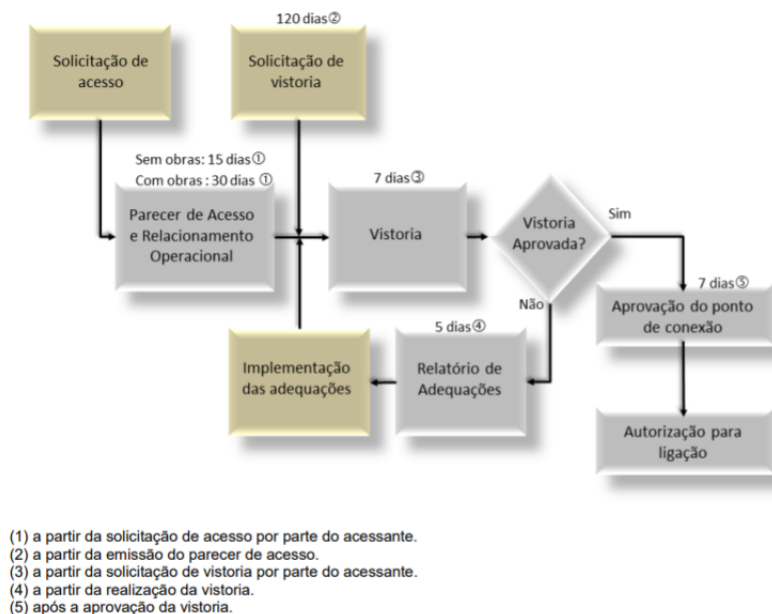 120 dias②
Solicitação de
acesso
Solicitação de
vistoria
Sem obras: 15 dias①
Com obras : 30 dias ①
Parecer de Acesso
e Relacionamento
Operacional
7 dias③
Vistoria
Vistoria
Aprovada?
Sim
Não
7 dias⑤
Aprovação do ponto
de conexão
5 dias④
Relatório de
Adequações
Implementação
das adequações
Autorização para
ligação
(1) a partir da solicitação de acesso por parte do acessante.
(2) a partir da emissão do parecer de acesso.
(3) a partir da solicitação de vistoria por parte do acessante.
(4) a partir da realização da vistoria.
(5) após a aprovação da vistoria.